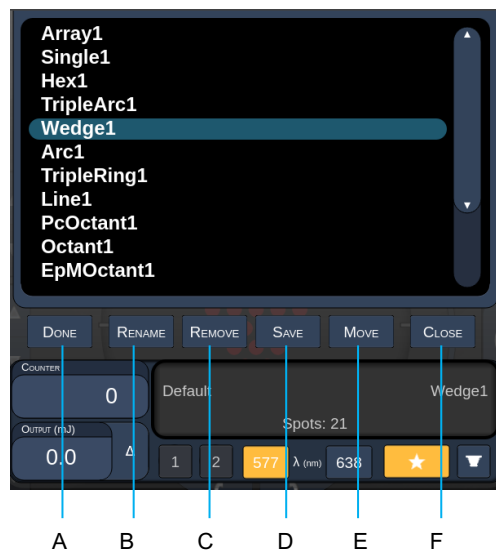 Array1
Single1
Hex1
TripleArc1
Wedge1
Arc1
TripleRing1
Line1
PcOctant1
Octant1
EpMOctant1
DONE RENAME REMOVE SAVE MOVE CLOSE
COUNTER
0
Default Wedge1
Spots: 21
OUTPUT (mJ)
0.0 Δ
1 2 577 λ (nm) 638
A B C D E F